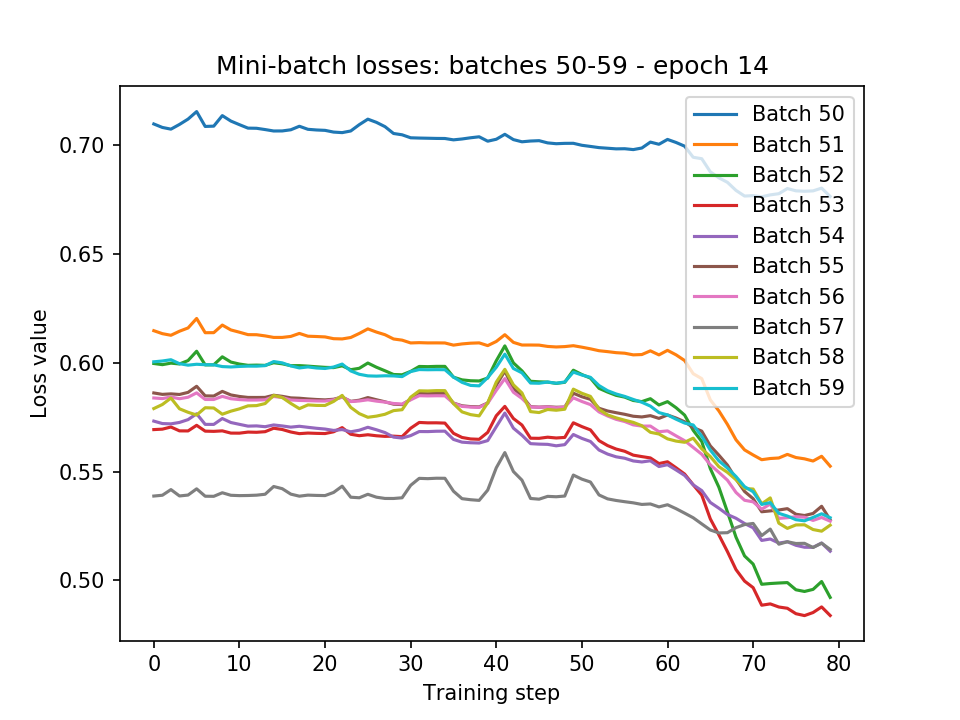 Mini-batch losses: batches 50-59 - epoch 14
Loss value
0.70
0.65
0.60
0.55
0.50
Batch 50
Batch 51
Batch 52
Batch 53
Batch 54
Batch 55
Batch 56
Batch 57
Batch 58
Batch 59
0 10 20 30 40 50 60 70 80
Training step